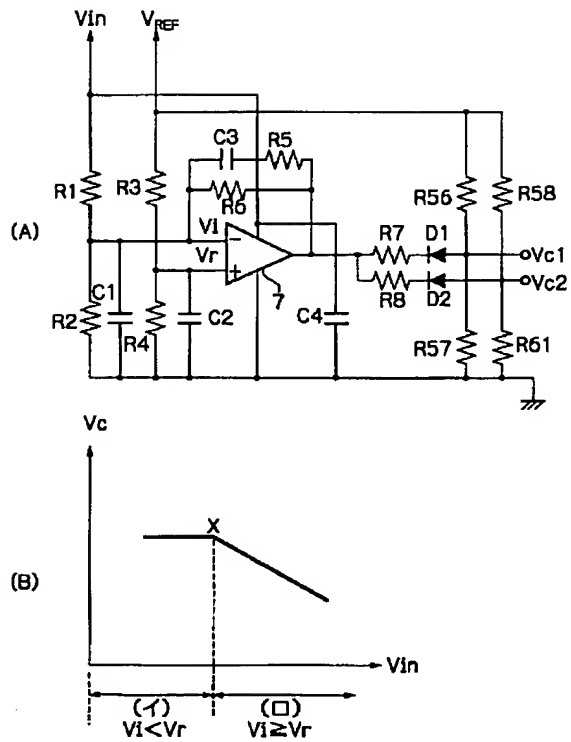 Vin VREF
C3 R5
R1 R3 R56 R58
R6
(A) Vi
Vr R7 D1 Vc1
R8 D2 Vc2
C1 7
R2 R4 C2 C4 R57 R61
Vc
X
(B)
Vin
(イ) (ロ)
Vi<Vr Vi≧Vr